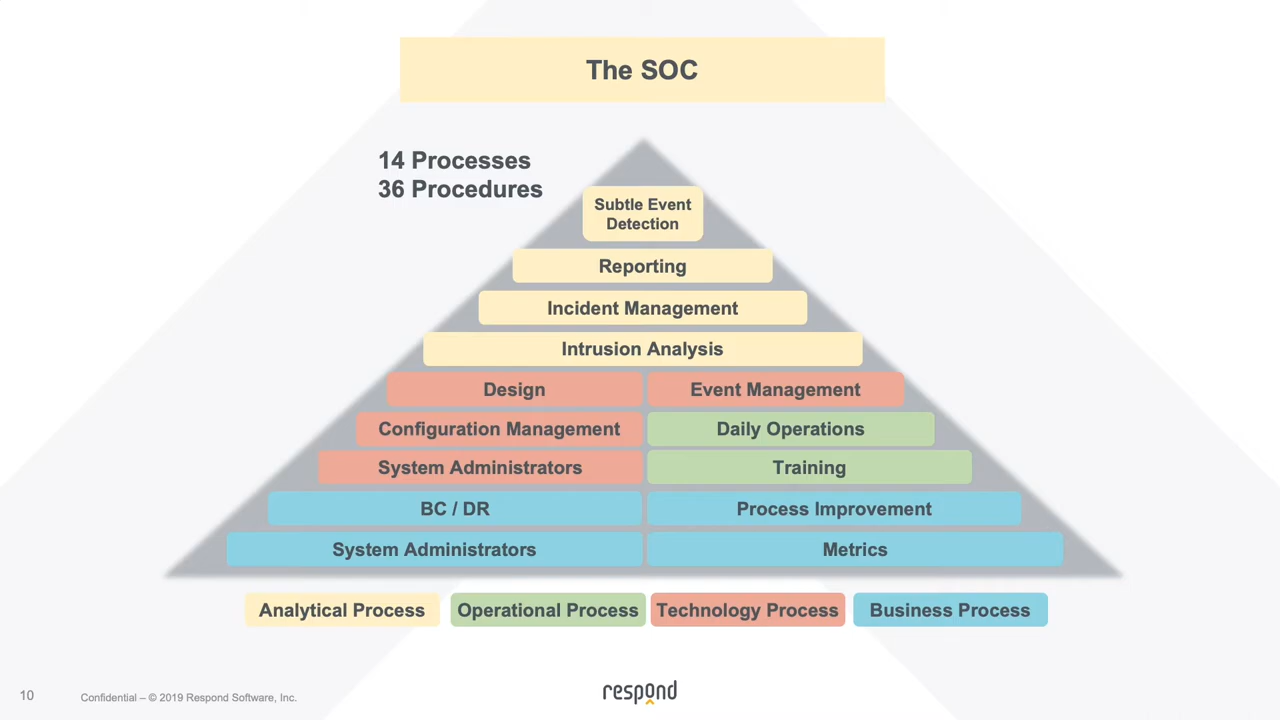 The SOC
14 Processes
36 Procedures
Subtle Event
Detection
Reporting
Incident Management
Intrusion Analysis
Design
Event Management
Configuration Management
Daily Operations
System Administrators
Training
BC / DR
Process Improvement
System Administrators
Metrics
Analytical Process
Operational Process
Technology Process
Business Process
10
Confidential – © 2019 Respond Software, Inc.
respond